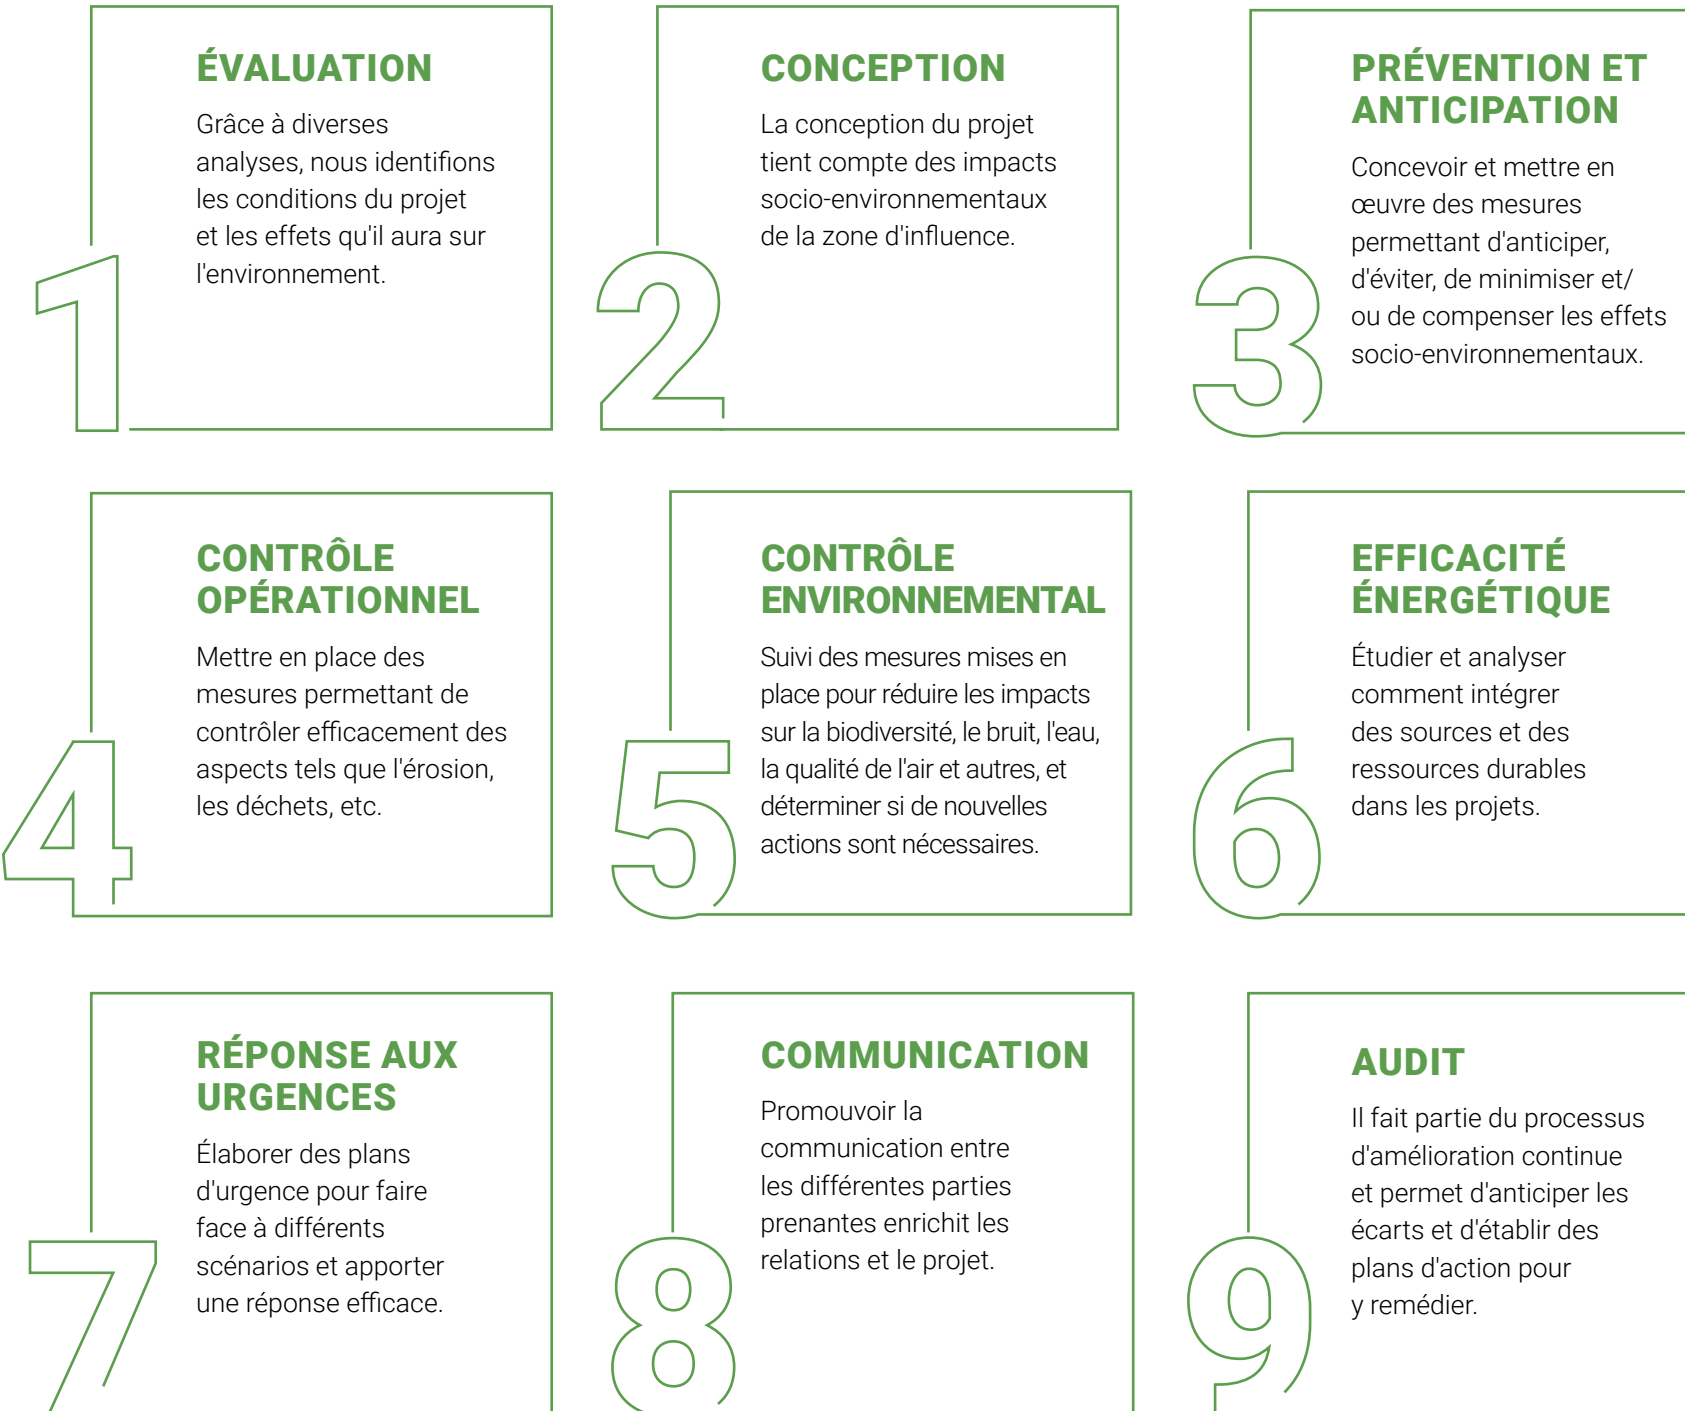 1
ÉVALUATION
Grâce à diverses
analyses, nous identifions
les conditions du projet
et les effets qu'il aura sur
l'environnement.
2
CONCEPTION
La conception du projet
tient compte des impacts
socio-environnementaux
de la zone d'influence.
3
PRÉVENTION ET
ANTICIPATION
Concevoir et mettre en
œuvre des mesures
permettant d'anticiper,
d'éviter, de minimiser et/
ou de compenser les effets
socio-environnementaux.
4
CONTRÔLE
OPÉRATIONNEL
Mettre en place des
mesures permettant de
contrôler efficacement des
aspects tels que l'érosion,
les déchets, etc.
5
CONTRÔLE
ENVIRONNEMENTAL
Suivi des mesures mises en
place pour réduire les impacts
sur la biodiversité, le bruit, l'eau,
la qualité de l'air et autres, et
déterminer si de nouvelles
actions sont nécessaires.
6
EFFICACITÉ
ÉNERGÉTIQUE
Étudier et analyser
comment intégrer
des sources et des
ressources durables
dans les projets.
7
RÉPONSE AUX
URGENCES
Élaborer des plans
d'urgence pour faire
face à différents
scénarios et apporter
une réponse efficace.
8
COMMUNICATION
Promouvoir la
communication entre
les différentes parties
prenantes enrichit les
relations et le projet.
9
AUDIT
Il fait partie du processus
d'amélioration continue
et permet d'anticiper les
écarts et d'établir des
plans d'action pour
y remédier.